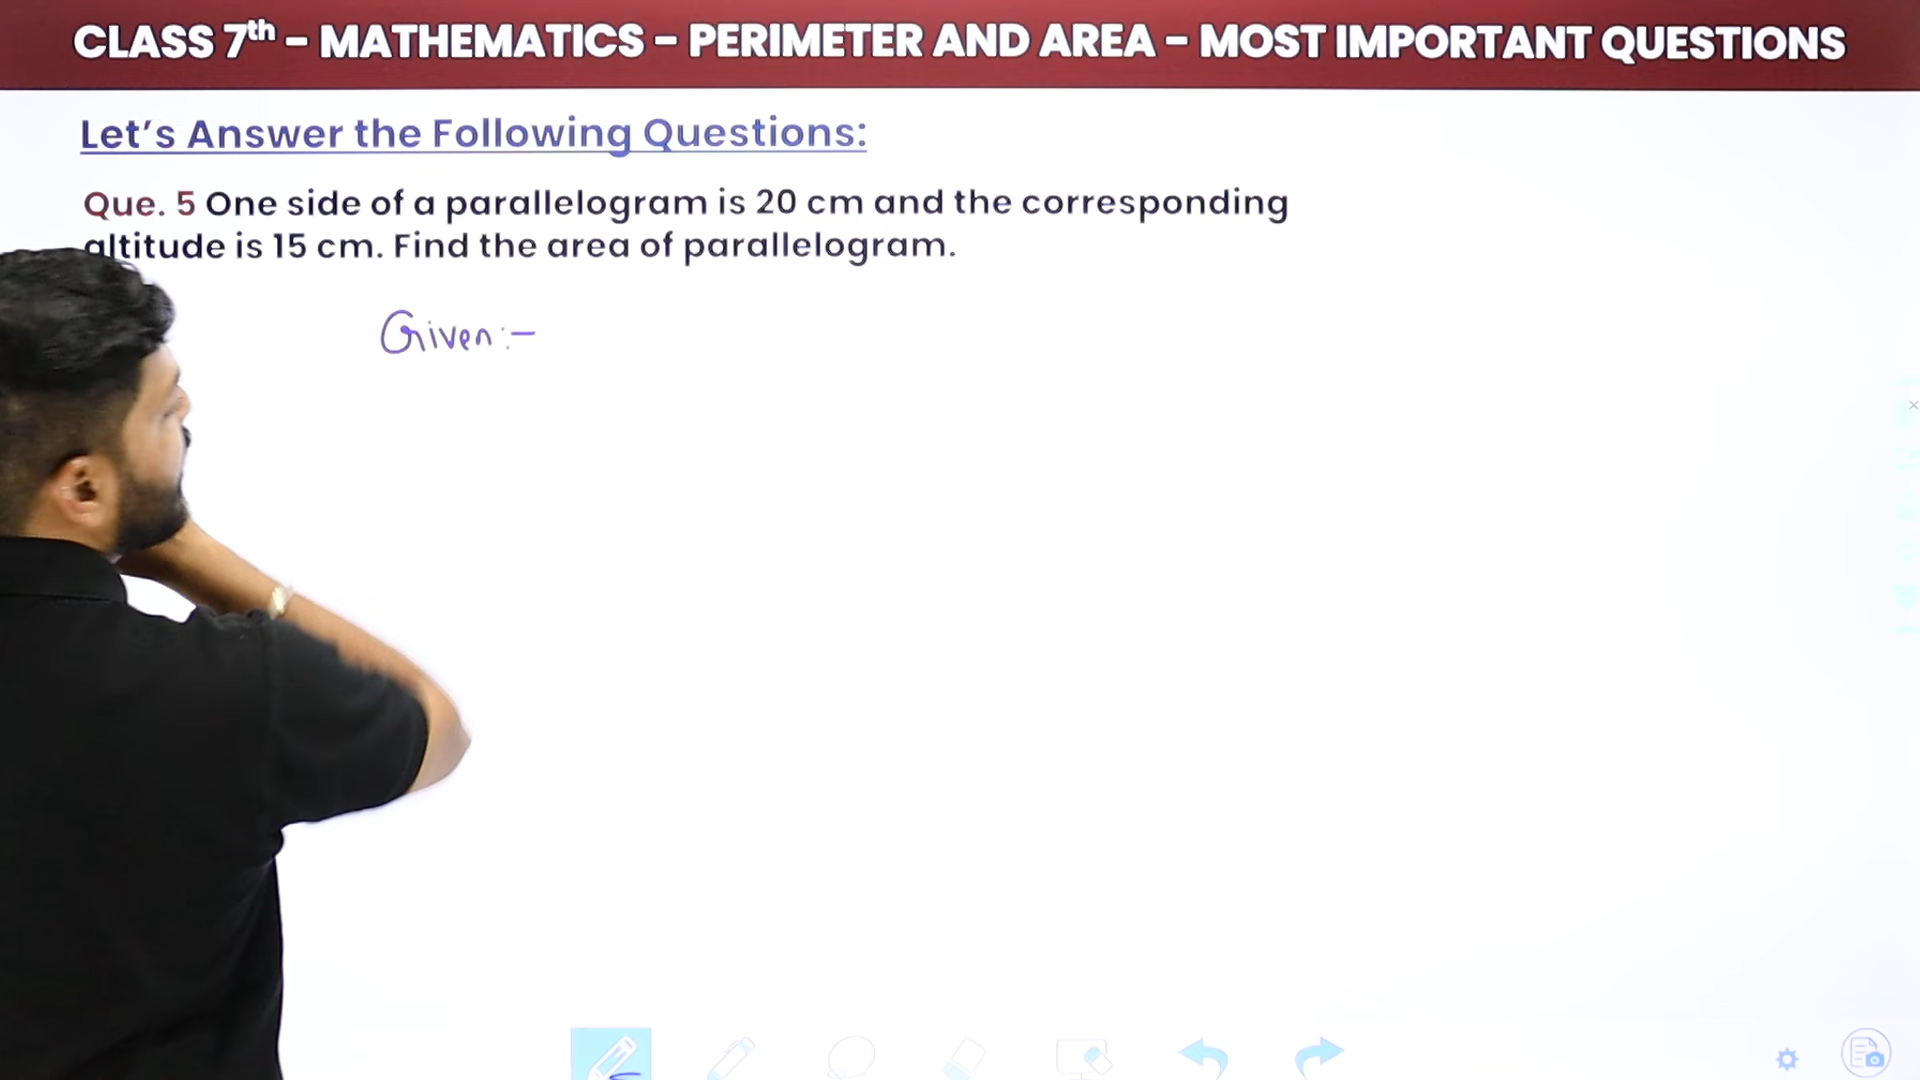 CLASS 7th - MATHEMATICS - PERIMETER AND AREA - MOST IMPORTANT QUESTIONS
Let's Answer the Following Questions:
Que. 5 One side of a parallelogram is 20 cm and the corresponding
altitude is 15 cm. Find the area of parallelogram.
Given:-